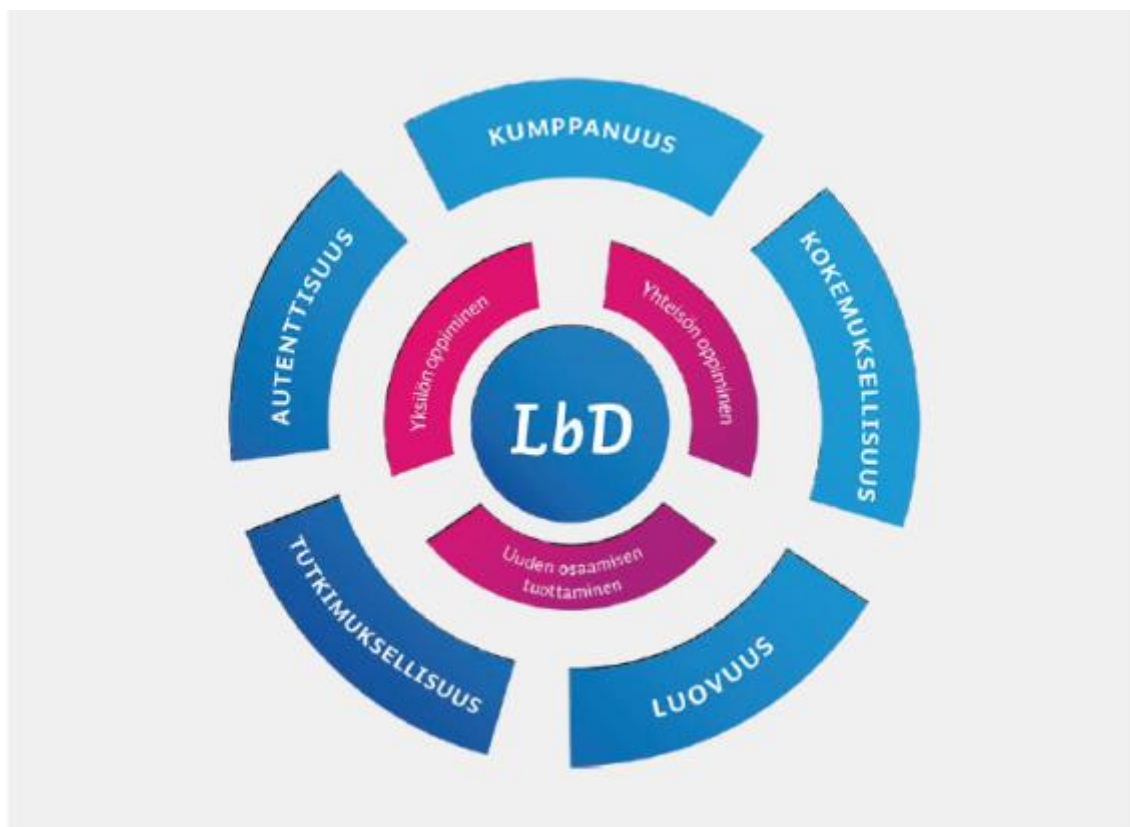 KUMPPANUUS
KOKEMUKSELLISUUS
LUOVUUS
TUTKIMUKSELLISUUS
AUTENTTISUUS
Yksilön oppiminen
Yhteisön oppiminen
Uuden osaamisen
tuottaminen
LbD